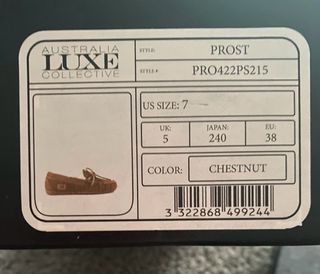 AUSTRALIA
LUXE
COLLECTIVE
STYLE: PROST
STYLE # PRO422PS215
US SIZE: 7
UK: 5 JAPAN: 240 EU: 38
COLOR: CHESTNUT
3 322868 499244